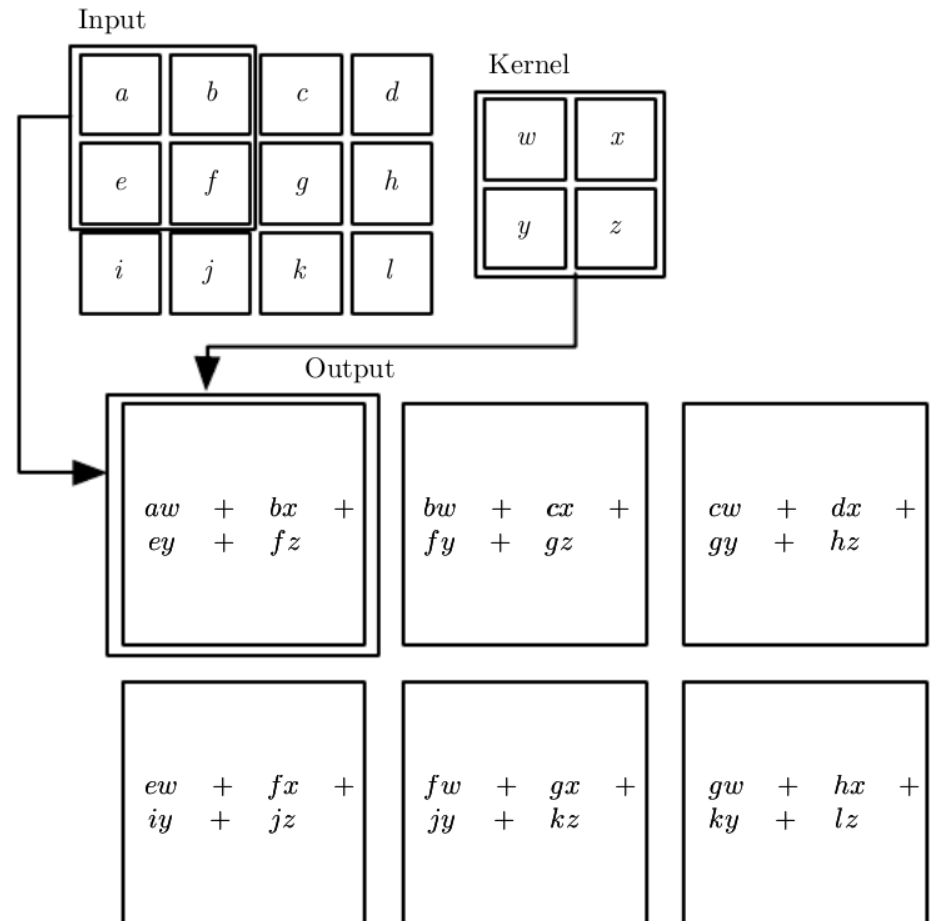 Input
Kernel
a b c d
w x
e f g h
y z
i j k l
Output
aw + bx +
ey + fz
bw + cx +
fy + gz
cw + dx +
gy + hz
ew + fx +
iy + jz
fw + gx +
jy + kz
gw + hx +
ky + lz